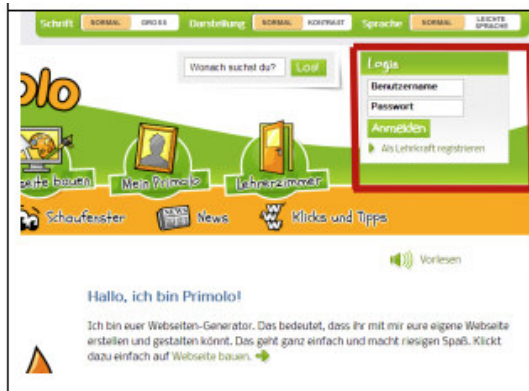 Schrift NORMAL GROSS Darstellung NORMAL KONTRAST Sprache NORMAL LEICHTE SPRACHE
Wonach suchst du? Los!
Login
Benutzername
Passwort
Anmelden
Als Lehrkraft registrieren
olo
seite bauen Mein Primolo Lehrerzimmer
Schaufenster NEWS News WWW Klicks und Tipps
Vorlesen
Hallo, ich bin Primolo!
Ich bin euer Webseiten-Generator. Das bedeutet, dass ihr mit mir eure eigene Webseite
erstellen und gestalten könnt. Das geht ganz einfach und macht riesigen Spaß. Klickt
dazu einfach auf Webseite bauen.